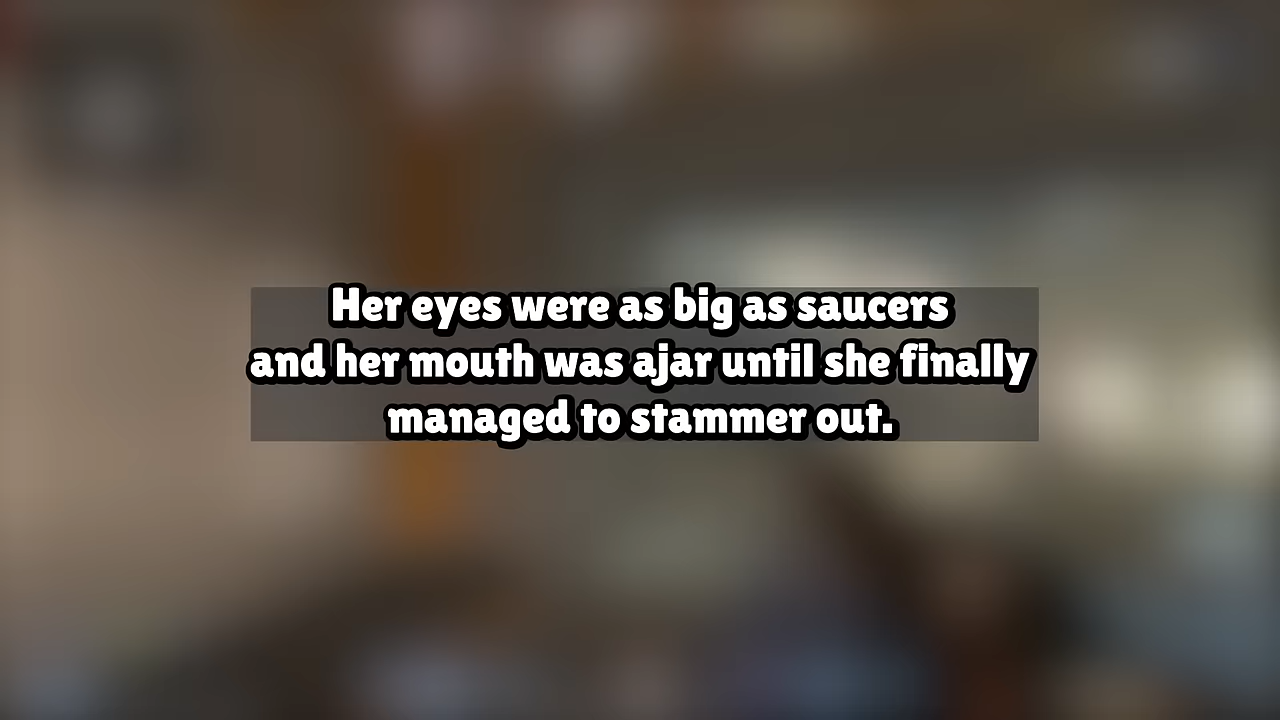 Her eyes were as big as saucers
and her mouth was ajar until she finally
managed to stammer out.